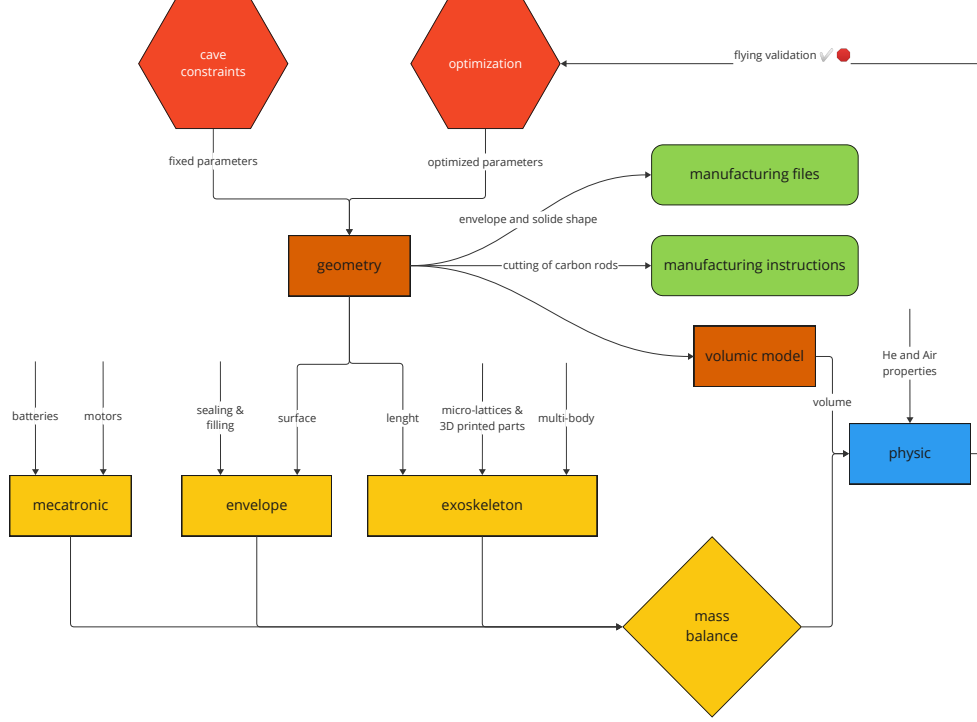 cave
constraints
optimization
flying validation
fixed parameters
optimized parameters
manufacturing files
envelope and solide shape
geometry
cutting of carbon rods
manufacturing instructions
volumic model
He and Air
properties
volume
batteries
motors
sealing &
filling
surface
lenght
micro-lattices &
3D printed parts
multi-body
physic
mecatronic
envelope
exoskeleton
mass
balance